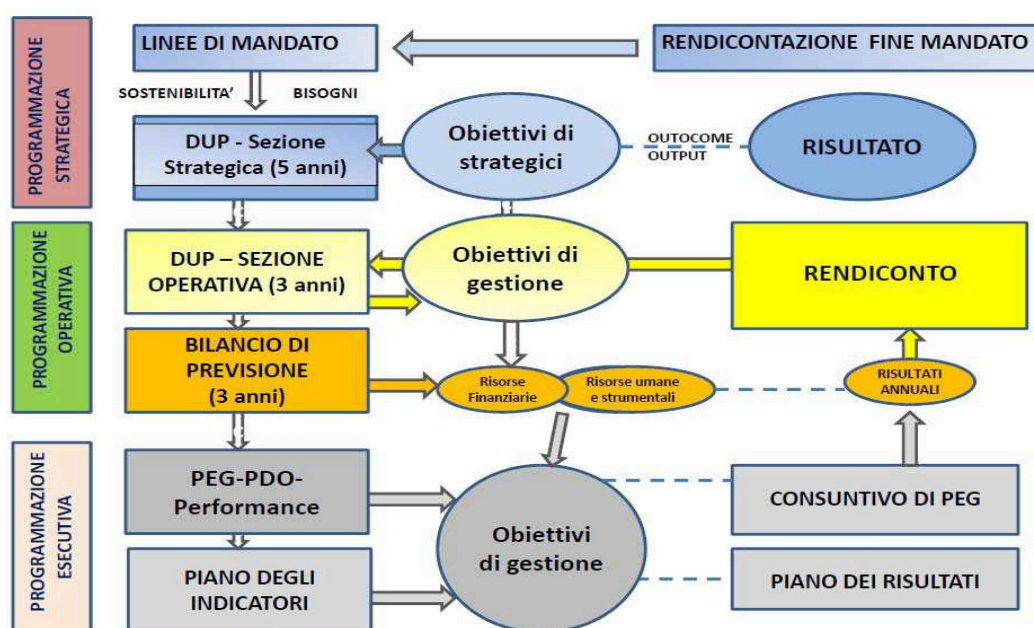 PROGRAMMAZIONE
STRATEGICA
LINEE DI MANDATO
RENDICONTAZIONE FINE MANDATO
SOSTENIBILITA’
BISOGNI
DUP - Sezione
Strategica (5 anni)
Obiettivi di
strategici
OUTOCOME
OUTPUT
RISULTATO
PROGRAMMAZIONE
OPERATIVA
DUP – SEZIONE
OPERATIVA (3 anni)
Obiettivi di
gestione
RENDICONTO
BILANCIO DI
PREVISIONE
(3 anni)
Risorse
Finanziarie
Risorse umane
e strumentali
RISULTATI
ANNUALI
PROGRAMMAZIONE
ESECUTIVA
PEG-PDO-
Performance
Obiettivi
di gestione
CONSUNTIVO DI PEG
PIANO DEGLI
INDICATORI
PIANO DEI RISULTATI